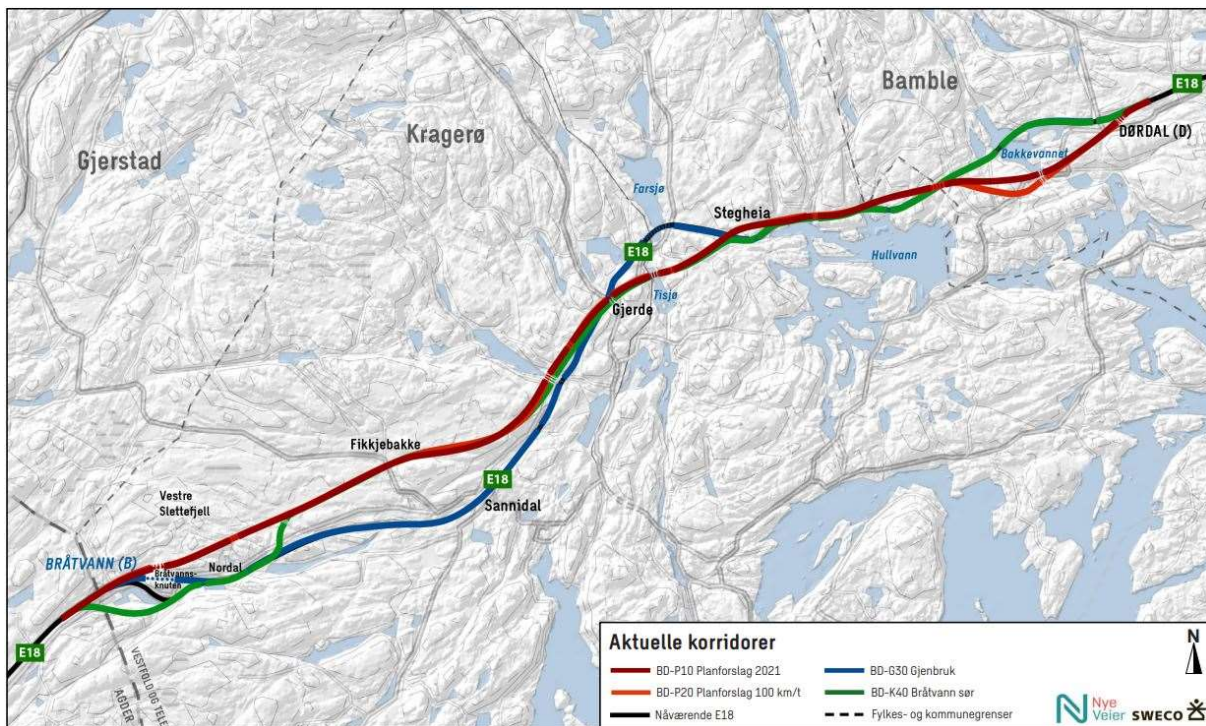 E18
Bamble
DØRDAL (D)
Kragerø
Gjerstad
Bakkevannet
Farsjø
Stegheia
E18
Hullvann
Tisjø
Gjerde
Fikkjebakke
E18
Sannidal
Vestre
Slettefjell
BRÅTVANN (B)
Bråtvanns-
knuten
Nordal
E18
VESTFOLD OG TELE
AGDER
Aktuelle korridorer
BD-P10 Planforslag 2021
BD-G30 Gjenbruk
BD-P20 Planforslag 100 km/t
BD-K40 Bråtvann sør
Nåværende E18
Fylkes- og kommunegrenser
N
Nye
Veier
SWECO